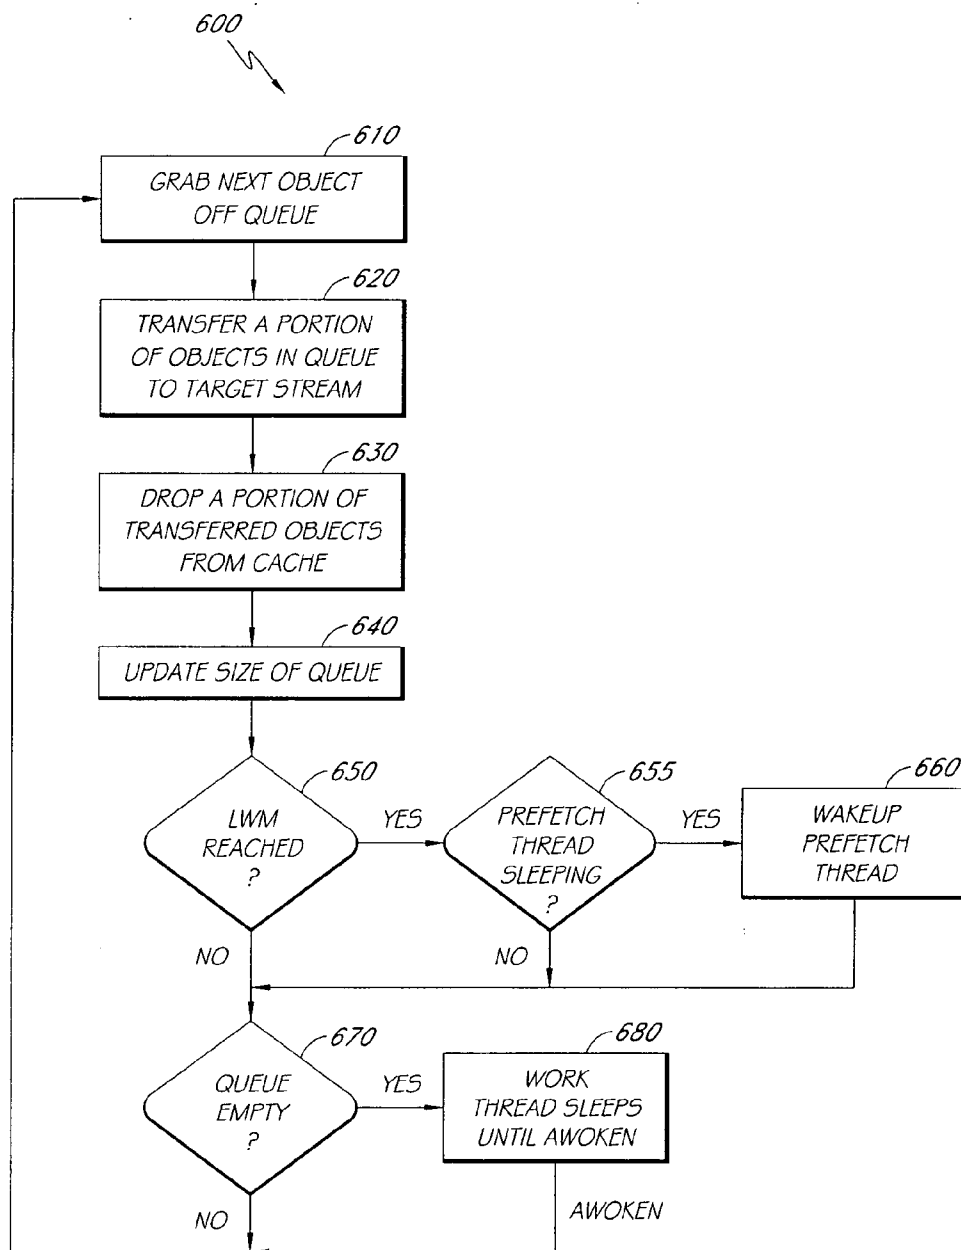 600
610
GRAB NEXT OBJECT
OFF QUEUE
620
TRANSFER A PORTION
OF OBJECTS IN QUEUE
TO TARGET STREAM
630
DROP A PORTION OF
TRANSFERRED OBJECTS
FROM CACHE
640
UPDATE SIZE OF QUEUE
650
LWM
REACHED
?
YES
655
PREFETCH
THREAD
SLEEPING
?
YES
660
WAKEUP
PREFETCH
THREAD
NO
NO
670
QUEUE
EMPTY
?
YES
680
WORK
THREAD SLEEPS
UNTIL AWOKEN
NO
AWOKEN